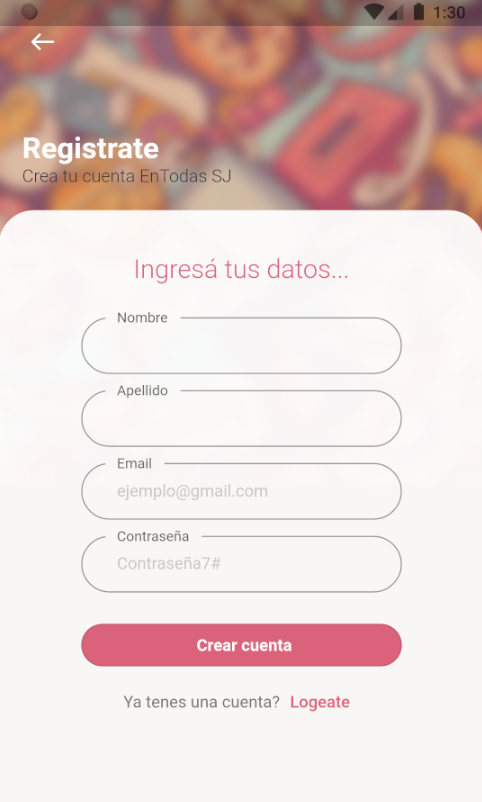 1:30
Registrate
Crea tu cuenta EnTodas SJ
Ingresá tus datos...
Nombre
Apellido
Email
ejemplo@gmail.com
Contraseña
Contraseña7#
Crear cuenta
Ya tenes una cuenta? Logeate